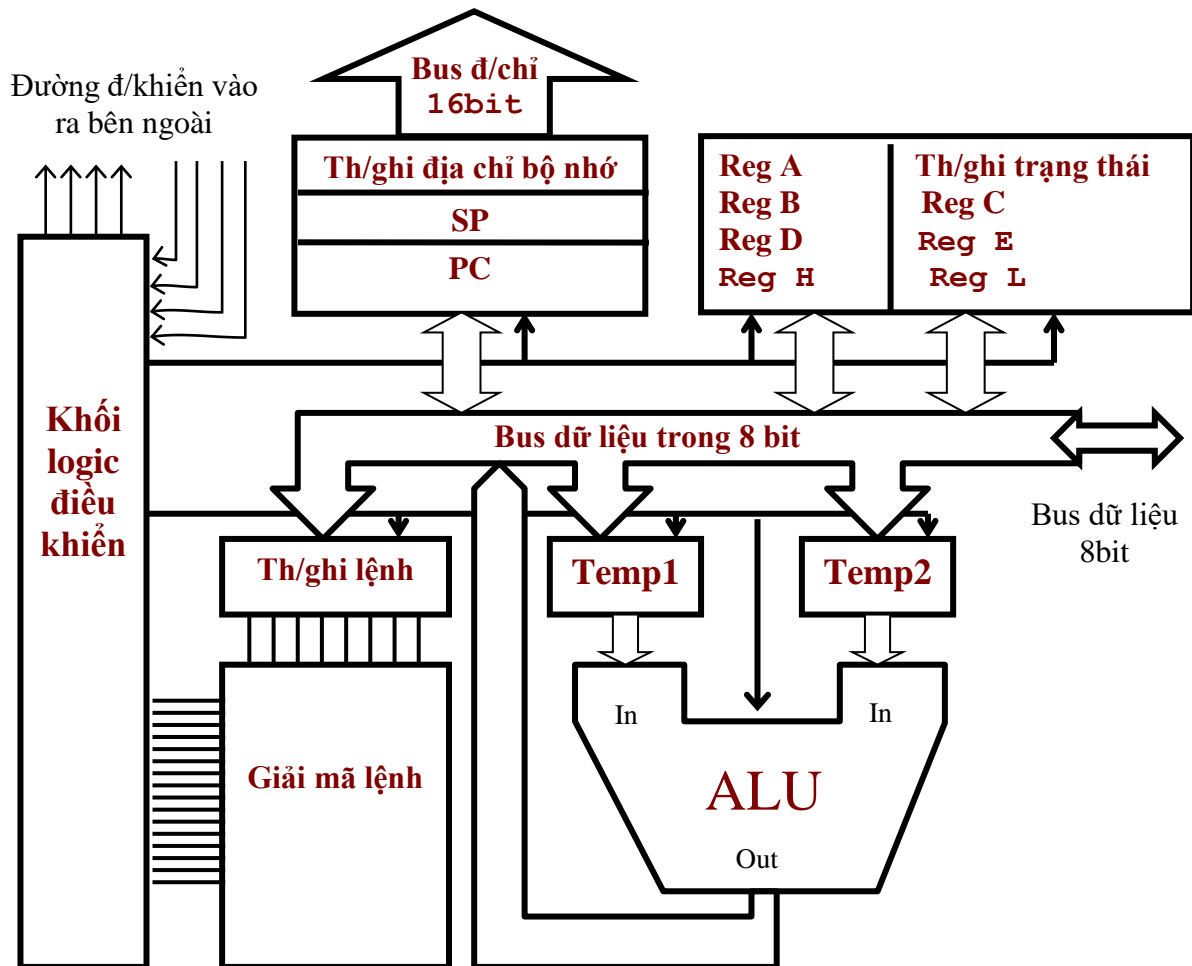 Đường đ/khiển vào
ra bên ngoài
Bus đ/chỉ
16bit
Th/ghi địa chỉ bộ nhớ
SP
PC
Reg A
Reg B
Reg D
Reg H
Th/ghi trạng thái
Reg C
Reg E
Reg L
Khối
logic
điều
khiển
Bus dữ liệu trong 8 bit
Bus dữ liệu
8bit
Th/ghi lệnh
Temp1
Temp2
In
In
Giải mã lệnh
ALU
Out